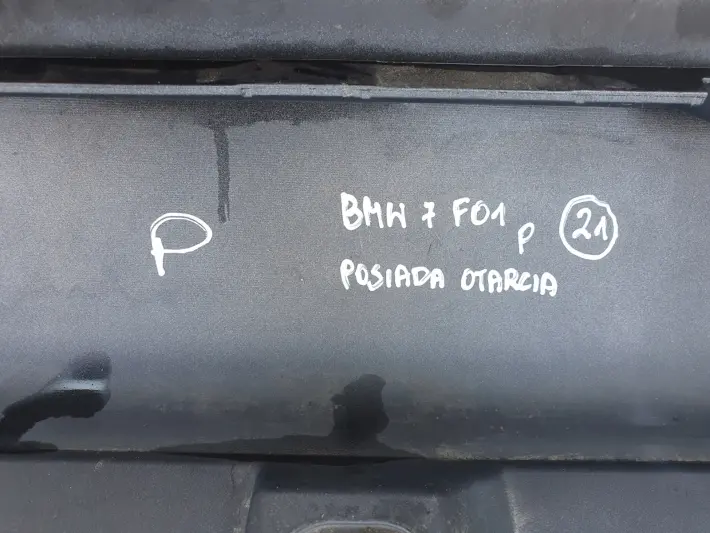 P
BMW 7 F01 P 21
POSIADA OTARCIA